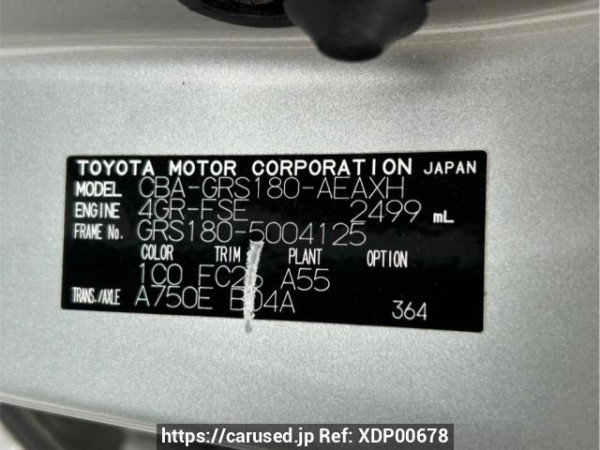 TOYOTA MOTOR CORPORATION JAPAN
MODEL CBA-GRS180-AEAXH
ENGINE 4GR-FSE 2499 mL
FRAME No. GRS180-5004125
COLOR TRIM PLANT OPTION
1C0 A55
TRANS./AXLE A750E B04A 364
https://carused.jp Ref: XDP00678